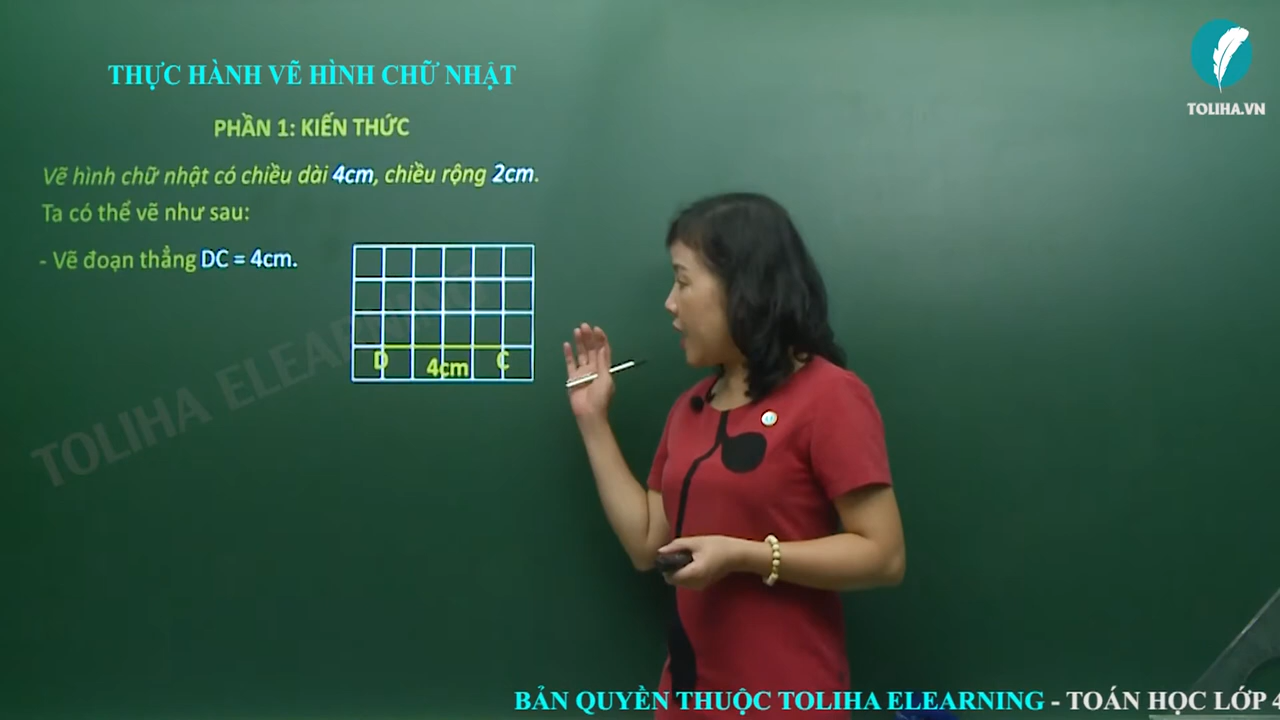 THỰC HÀNH VẼ HÌNH CHỮ NHẬT
TOLIHA.VN
PHẦN 1: KIẾN THỨC
Vẽ hình chữ nhật có chiều dài 4cm, chiều rộng 2cm.
Ta có thể vẽ như sau:
- Vẽ đoạn thẳng DC = 4cm.
D 4cm C
TOLIHA ELEARNING
BẢN QUYỀN THUỘC TOLIHA ELEARNING - TOÁN HỌC LỚP 4